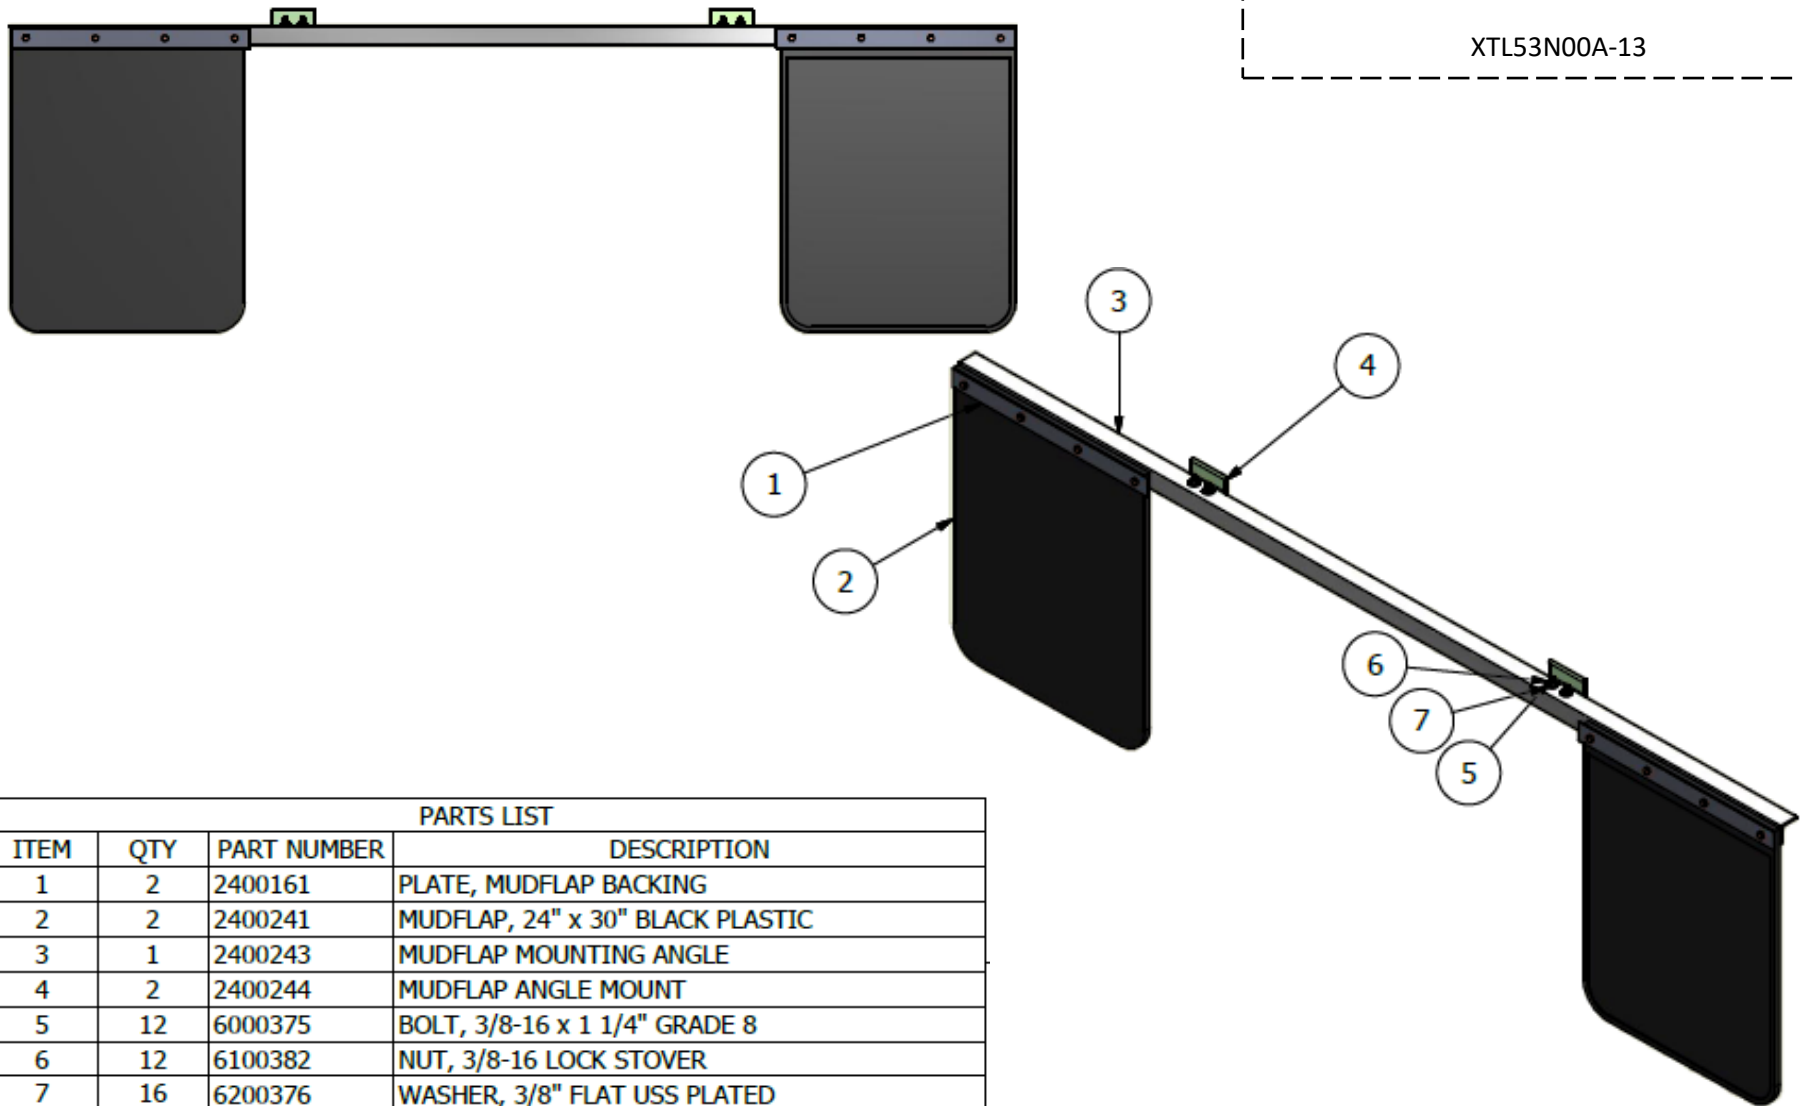 XTL53N00A-13
3
4
1
2
6
7
5
PARTS LIST
ITEM QTY PART NUMBER DESCRIPTION
1 2 2400161 PLATE, MUDFLAP BACKING
2 2 2400241 MUDFLAP, 24" x 30" BLACK PLASTIC
3 1 2400243 MUDFLAP MOUNTING ANGLE
4 2 2400244 MUDFLAP ANGLE MOUNT
5 12 6000375 BOLT, 3/8-16 x 1 1/4" GRADE 8
6 12 6100382 NUT, 3/8-16 LOCK STOVER
7 16 6200376 WASHER, 3/8" FLAT USS PLATED